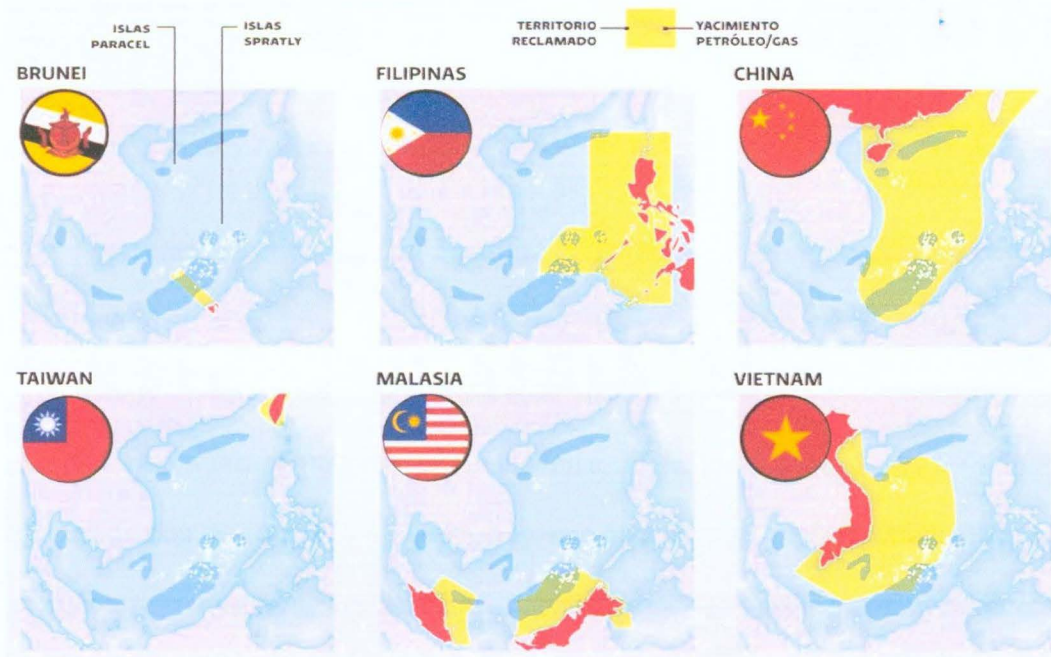 ISLAS
PARACEL
ISLAS
SPRATLY
TERRITORIO
RECLAMADO
YACIMIENTO
PETRÓLEO/GAS
BRUNEI
FILIPINAS
CHINA
TAIWAN
MALASIA
VIETNAM